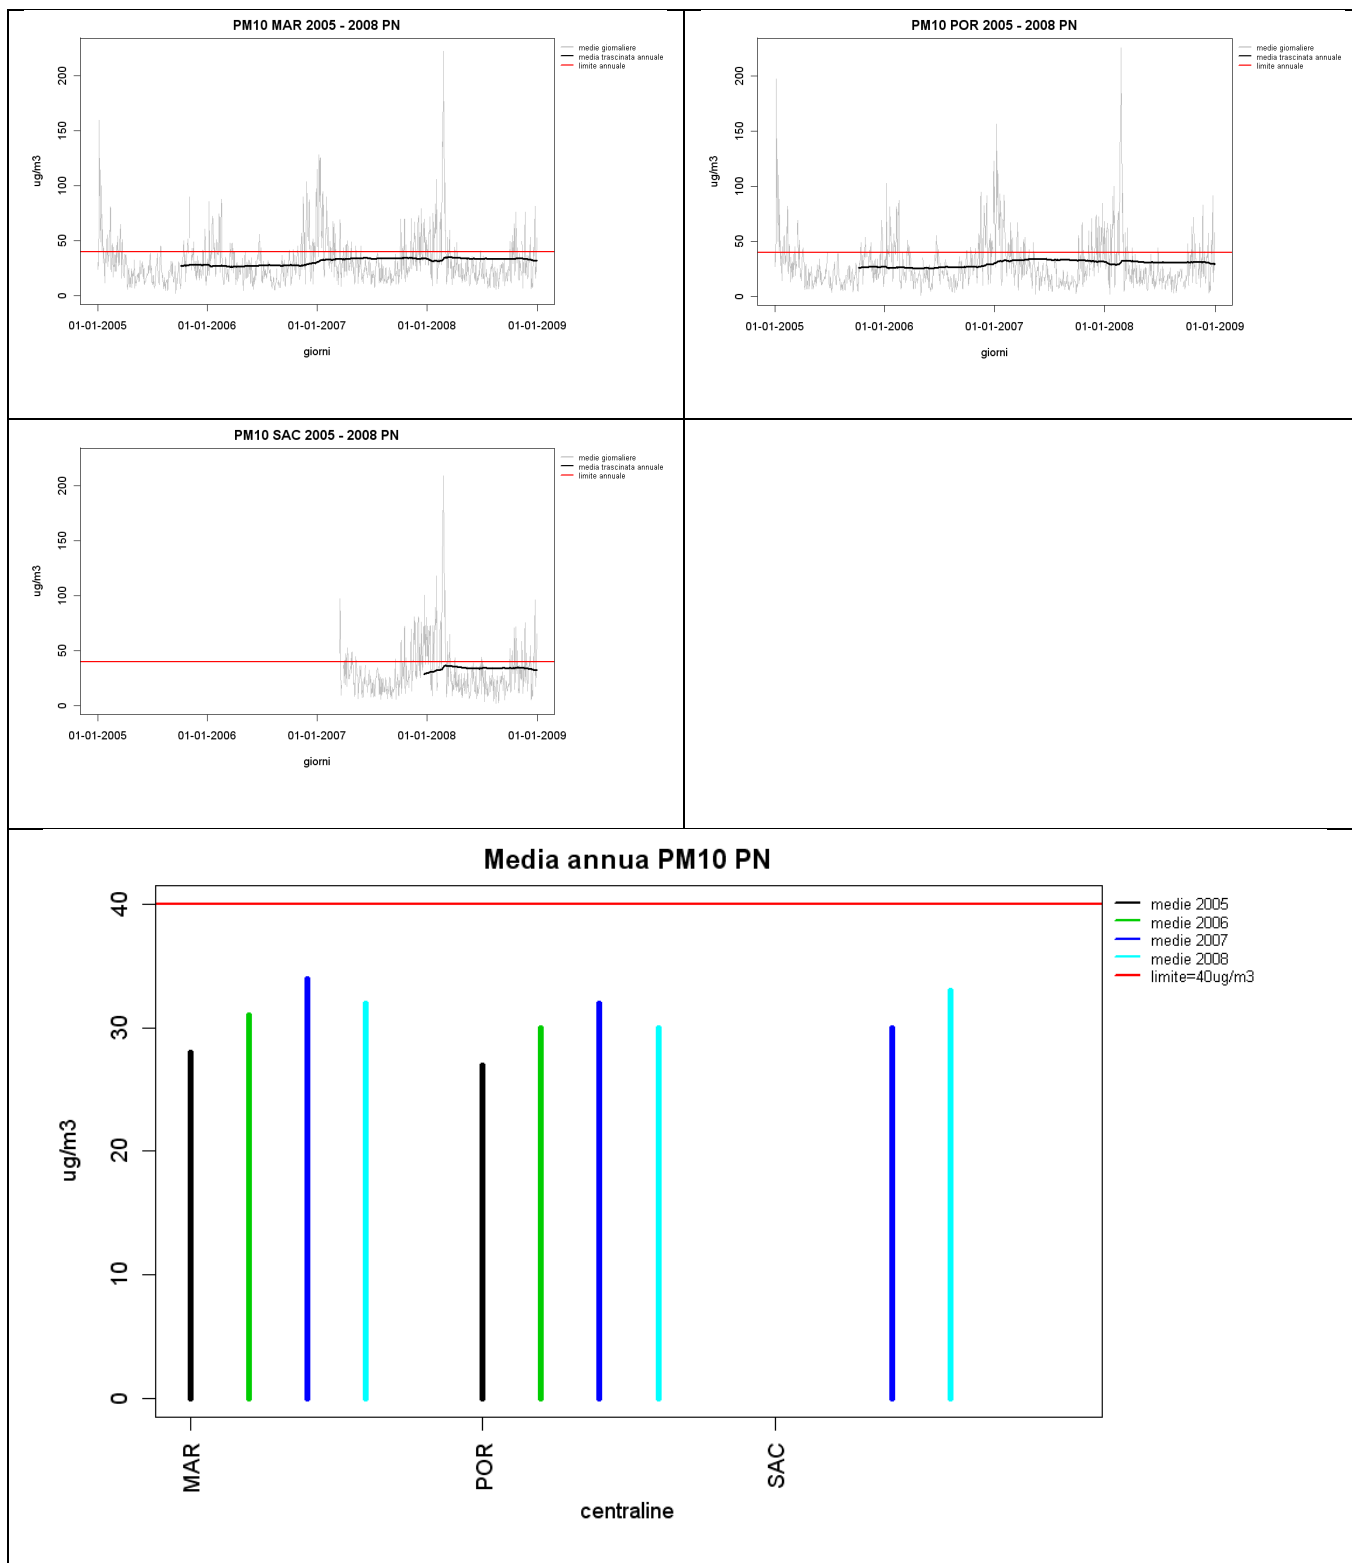 PM10 MAR 2005 - 2008 PN
medie giornaliere
media trascinata annuale
limite annuale
ug/m3
200
150
100
50
0
01-01-2005 01-01-2006 01-01-2007 01-01-2008 01-01-2009
giorni
PM10 POR 2005 - 2008 PN
medie giornaliere
media trascinata annuale
limite annuale
ug/m3
200
150
100
50
0
01-01-2005 01-01-2006 01-01-2007 01-01-2008 01-01-2009
giorni
PM10 SAC 2005 - 2008 PN
medie giornaliere
media trascinata annuale
limite annuale
ug/m3
200
150
100
50
0
01-01-2005 01-01-2006 01-01-2007 01-01-2008 01-01-2009
giorni
Media annua PM10 PN
medie 2005
medie 2006
medie 2007
medie 2008
limite=40ug/m3
ug/m3
40
30
20
10
0
MAR POR SAC
centraline